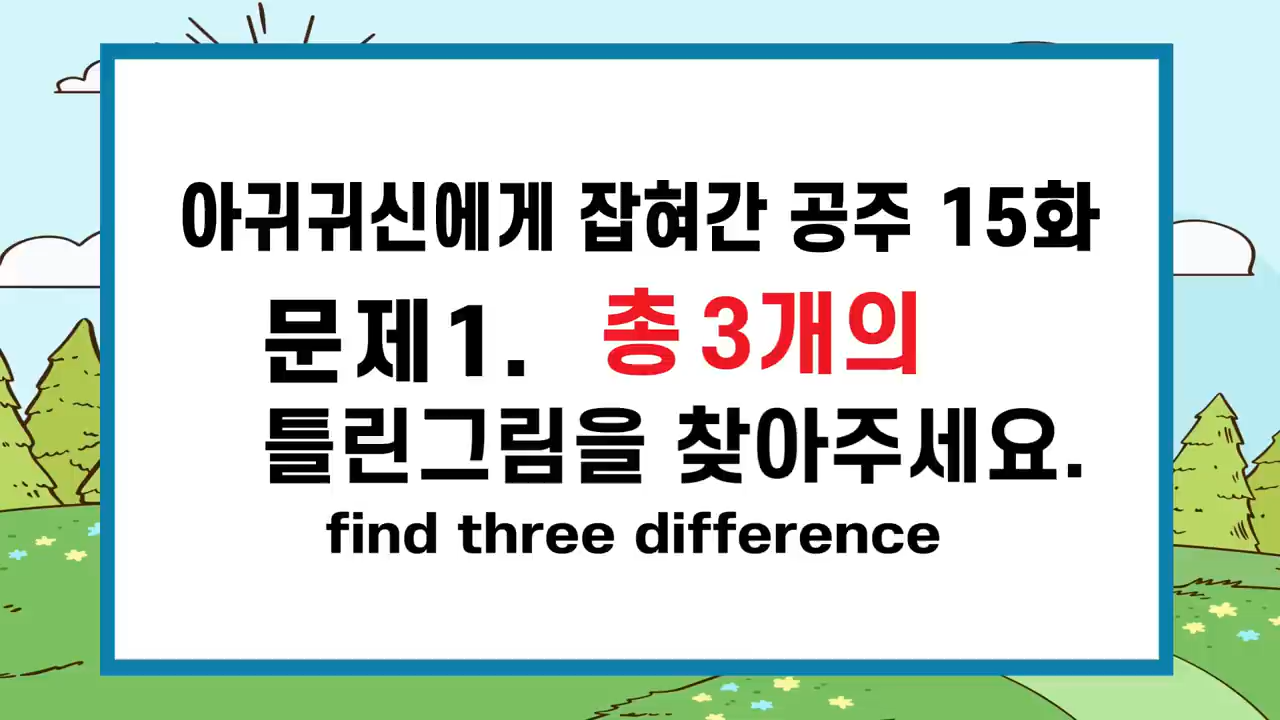 아귀귀신에게 잡혀간 공주 15화
문제1. 총 3개의
틀린그림을 찾아주세요.
find three difference